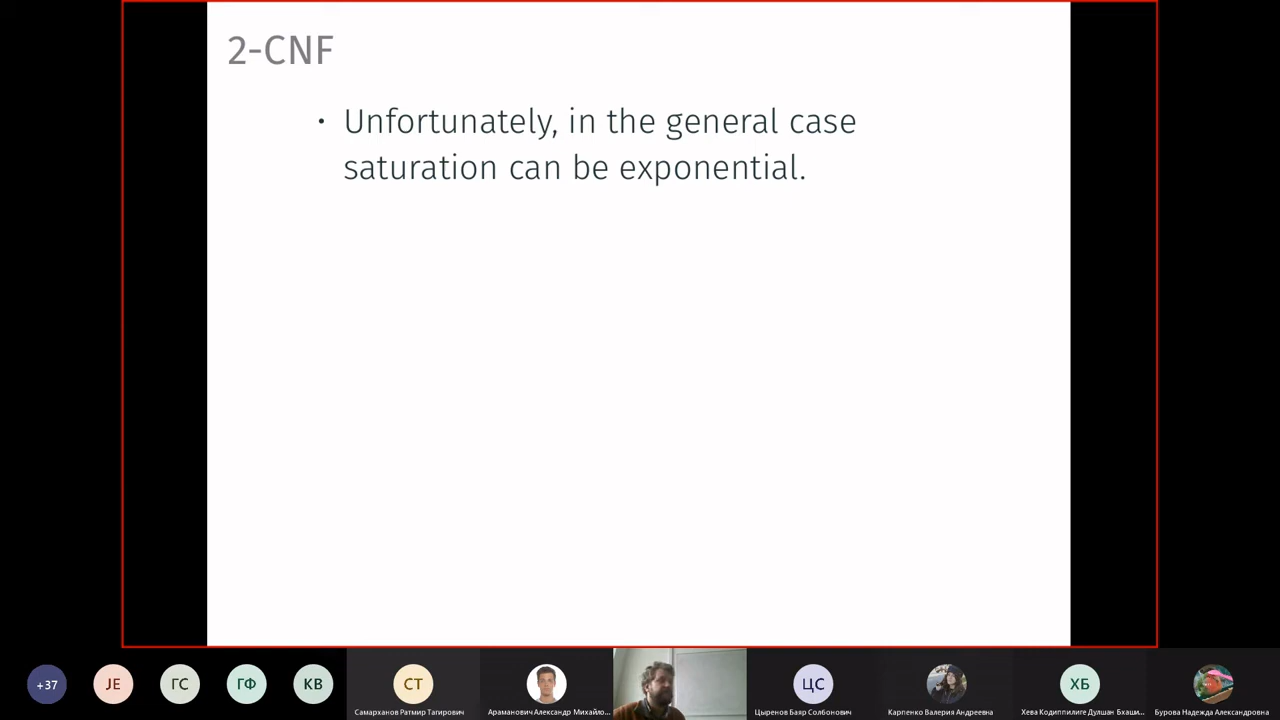 2-CNF
• Unfortunately, in the general case
saturation can be exponential.
+37
JE
ГС
ГФ
КВ
СТ
Самарханов Ратмир Тагирович
Араманович Александр Михайло...
ЦС
Цыренов Баяр Солбонович
Карпенко Валерия Андреевна
ХБ
Хева Кодиппилиге Дулшан Бхаши...
Бурова Надежда Александровна